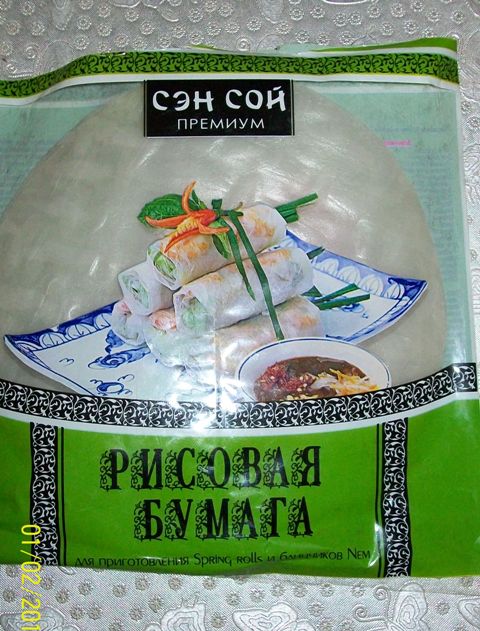 СЭН СОЙ
ПРЕМИУМ
РИСОВАЯ
БУМАГА
для приготовления Spring rolls и блинчиков Nem
01/02/201